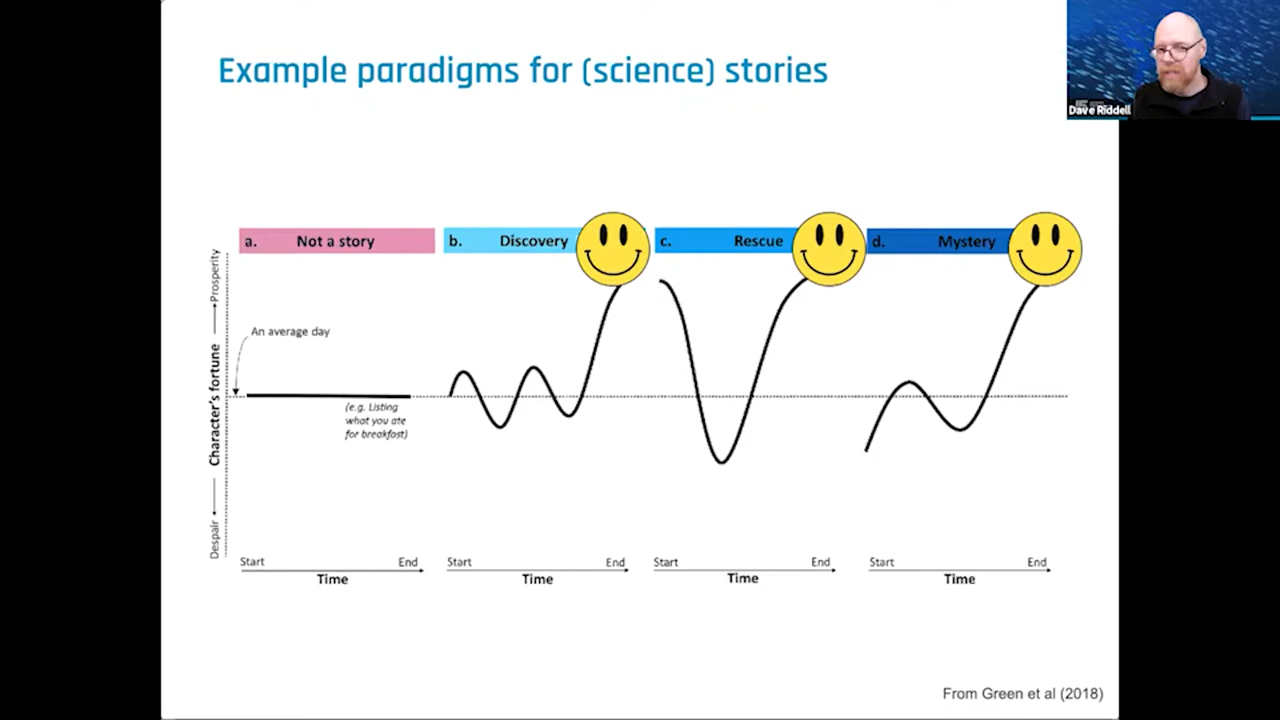 Example paradigms for (science) stories
Dave Riddell
a. Not a story
b. Discovery
c. Rescue
d. Mystery
Prosperity
Character's fortune
Despair
An average day
(e.g. Listing
what you ate
for breakfast)
Start End
Time
Start End
Time
Start End
Time
Start End
Time
From Green et al (2018)